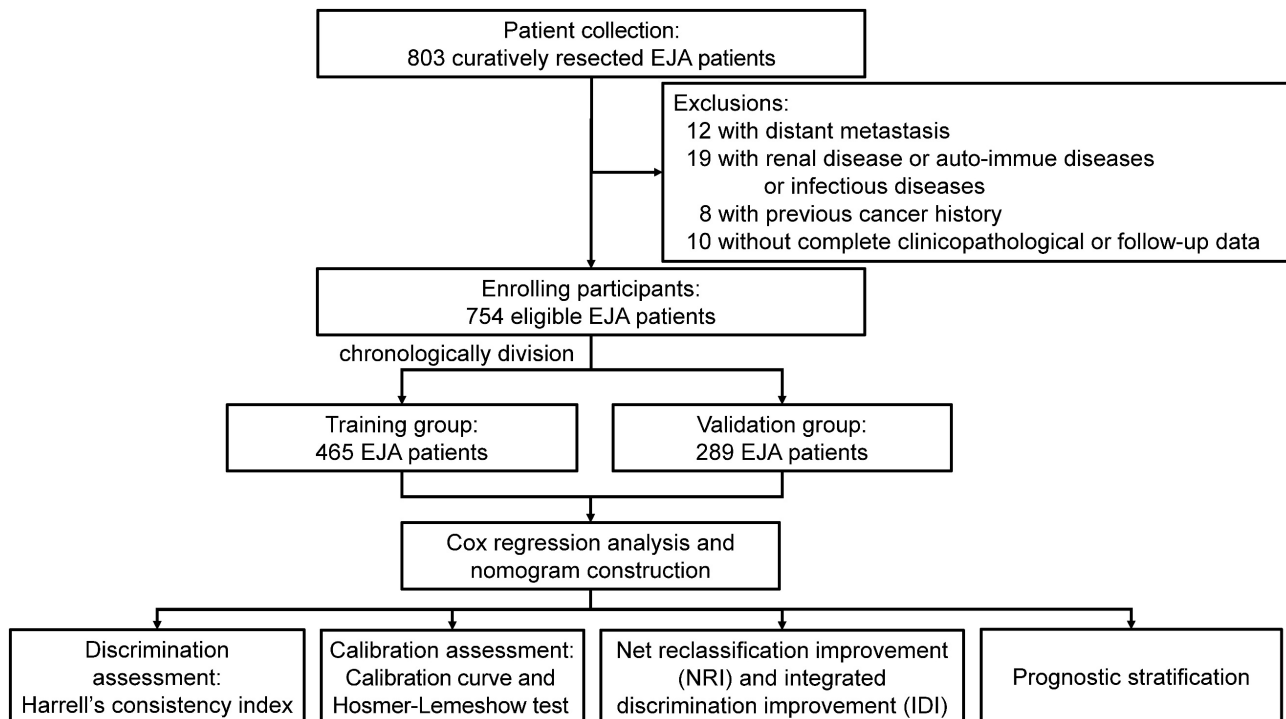 Patient collection:
803 curatively resected EJA patients
Exclusions:
12 with distant metastasis
19 with renal disease or auto-immue diseases
or infectious diseases
8 with previous cancer history
10 without complete clinicopathological or follow-up data
Enrolling participants:
754 eligible EJA patients
chronologically division
Training group:
465 EJA patients
Validation group:
289 EJA patients
Cox regression analysis and
nomogram construction
Discrimination
assessment:
Harrell's consistency index
Calibration assessment:
Calibration curve and
Hosmer-Lemeshow test
Net reclassification improvement
(NRI) and integrated
discrimination improvement (IDI)
Prognostic stratification